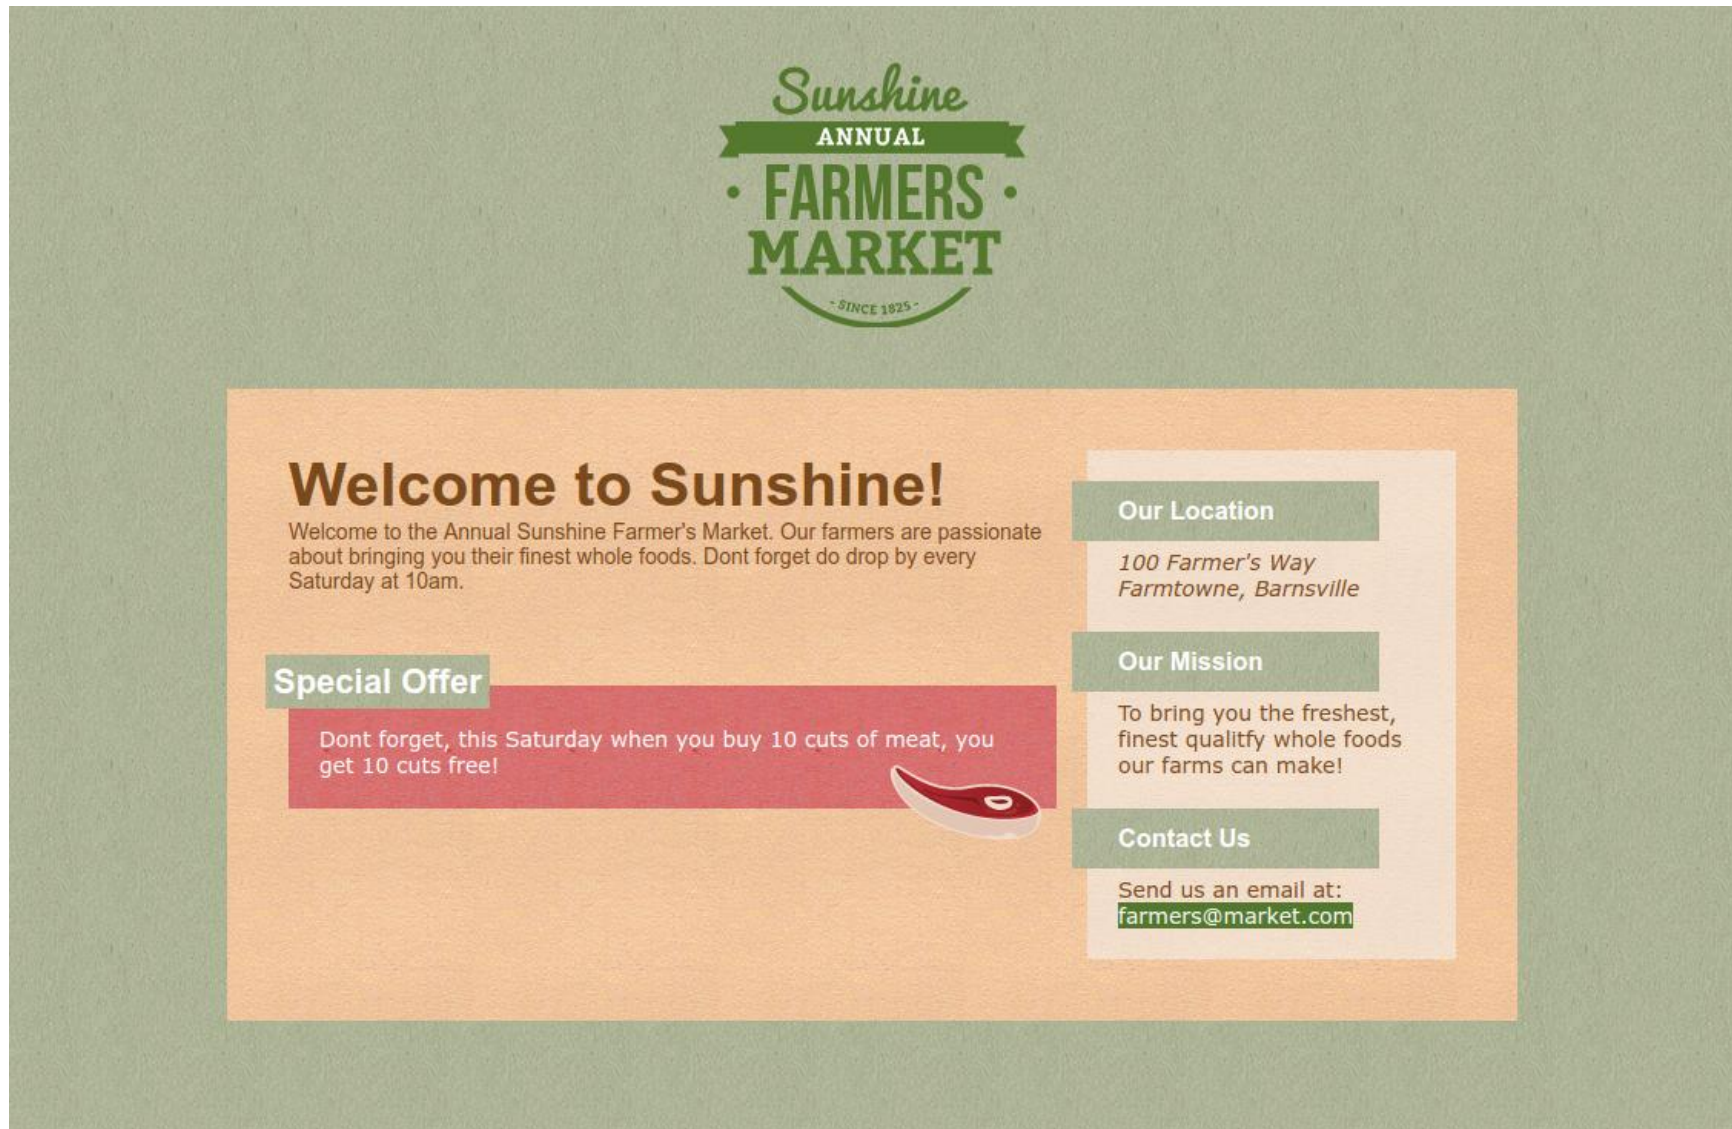 Sunshine
ANNUAL
• FARMERS •
MARKET
- SINCE 1825 -
Welcome to Sunshine!
Welcome to the Annual Sunshine Farmer's Market. Our farmers are passionate
about bringing you their finest whole foods. Dont forget do drop by every
Saturday at 10am.
Special Offer
Dont forget, this Saturday when you buy 10 cuts of meat, you
get 10 cuts free!
Our Location
100 Farmer's Way
Farmtowne, Barnsville
Our Mission
To bring you the freshest,
finest qualitfy whole foods
our farms can make!
Contact Us
Send us an email at:
farmers@market.com